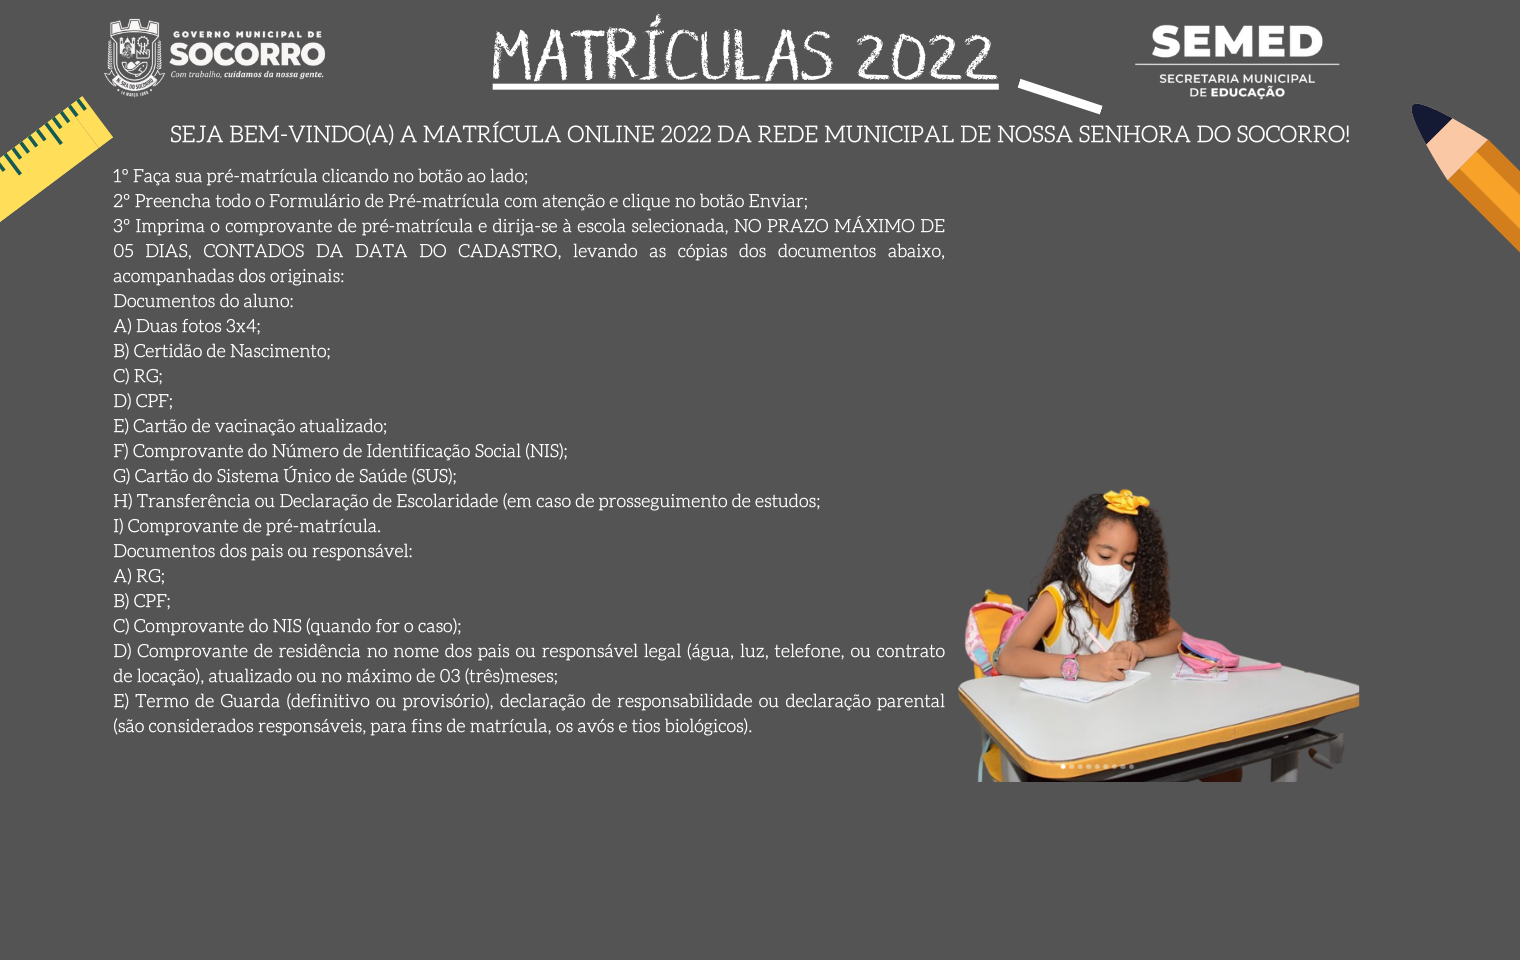 GOVERNO MUNICIPAL DE
SOCORRO
Com trabalho, cuidamos da nossa gente.
MATRÍCULAS 2022
SEMED
SECRETARIA MUNICIPAL
DE EDUCAÇÃO
SEJA BEM-VINDO(A) A MATRÍCULA ONLINE 2022 DA REDE MUNICIPAL DE NOSSA SENHORA DO SOCORRO!
1º Faça sua pré-matrícula clicando no botão ao lado;
2º Preencha todo o Formulário de Pré-matrícula com atenção e clique no botão Enviar;
3º Imprima o comprovante de pré-matrícula e dirija-se à escola selecionada, NO PRAZO MÁXIMO DE
05 DIAS, CONTADOS DA DATA DO CADASTRO, levando as cópias dos documentos abaixo,
acompanhadas dos originais:
Documentos do aluno:
A) Duas fotos 3x4;
B) Certidão de Nascimento;
C) RG;
D) CPF;
E) Cartão de vacinação atualizado;
F) Comprovante do Número de Identificação Social (NIS);
G) Cartão do Sistema Único de Saúde (SUS);
H) Transferência ou Declaração de Escolaridade (em caso de prosseguimento de estudos;
I) Comprovante de pré-matrícula.
Documentos dos pais ou responsável:
A) RG;
B) CPF;
C) Comprovante do NIS (quando for o caso);
D) Comprovante de residência no nome dos pais ou responsável legal (água, luz, telefone, ou contrato
de locação), atualizado ou no máximo de 03 (três)meses;
E) Termo de Guarda (definitivo ou provisório), declaração de responsabilidade ou declaração parental
(são considerados responsáveis, para fins de matrícula, os avós e tios biológicos).